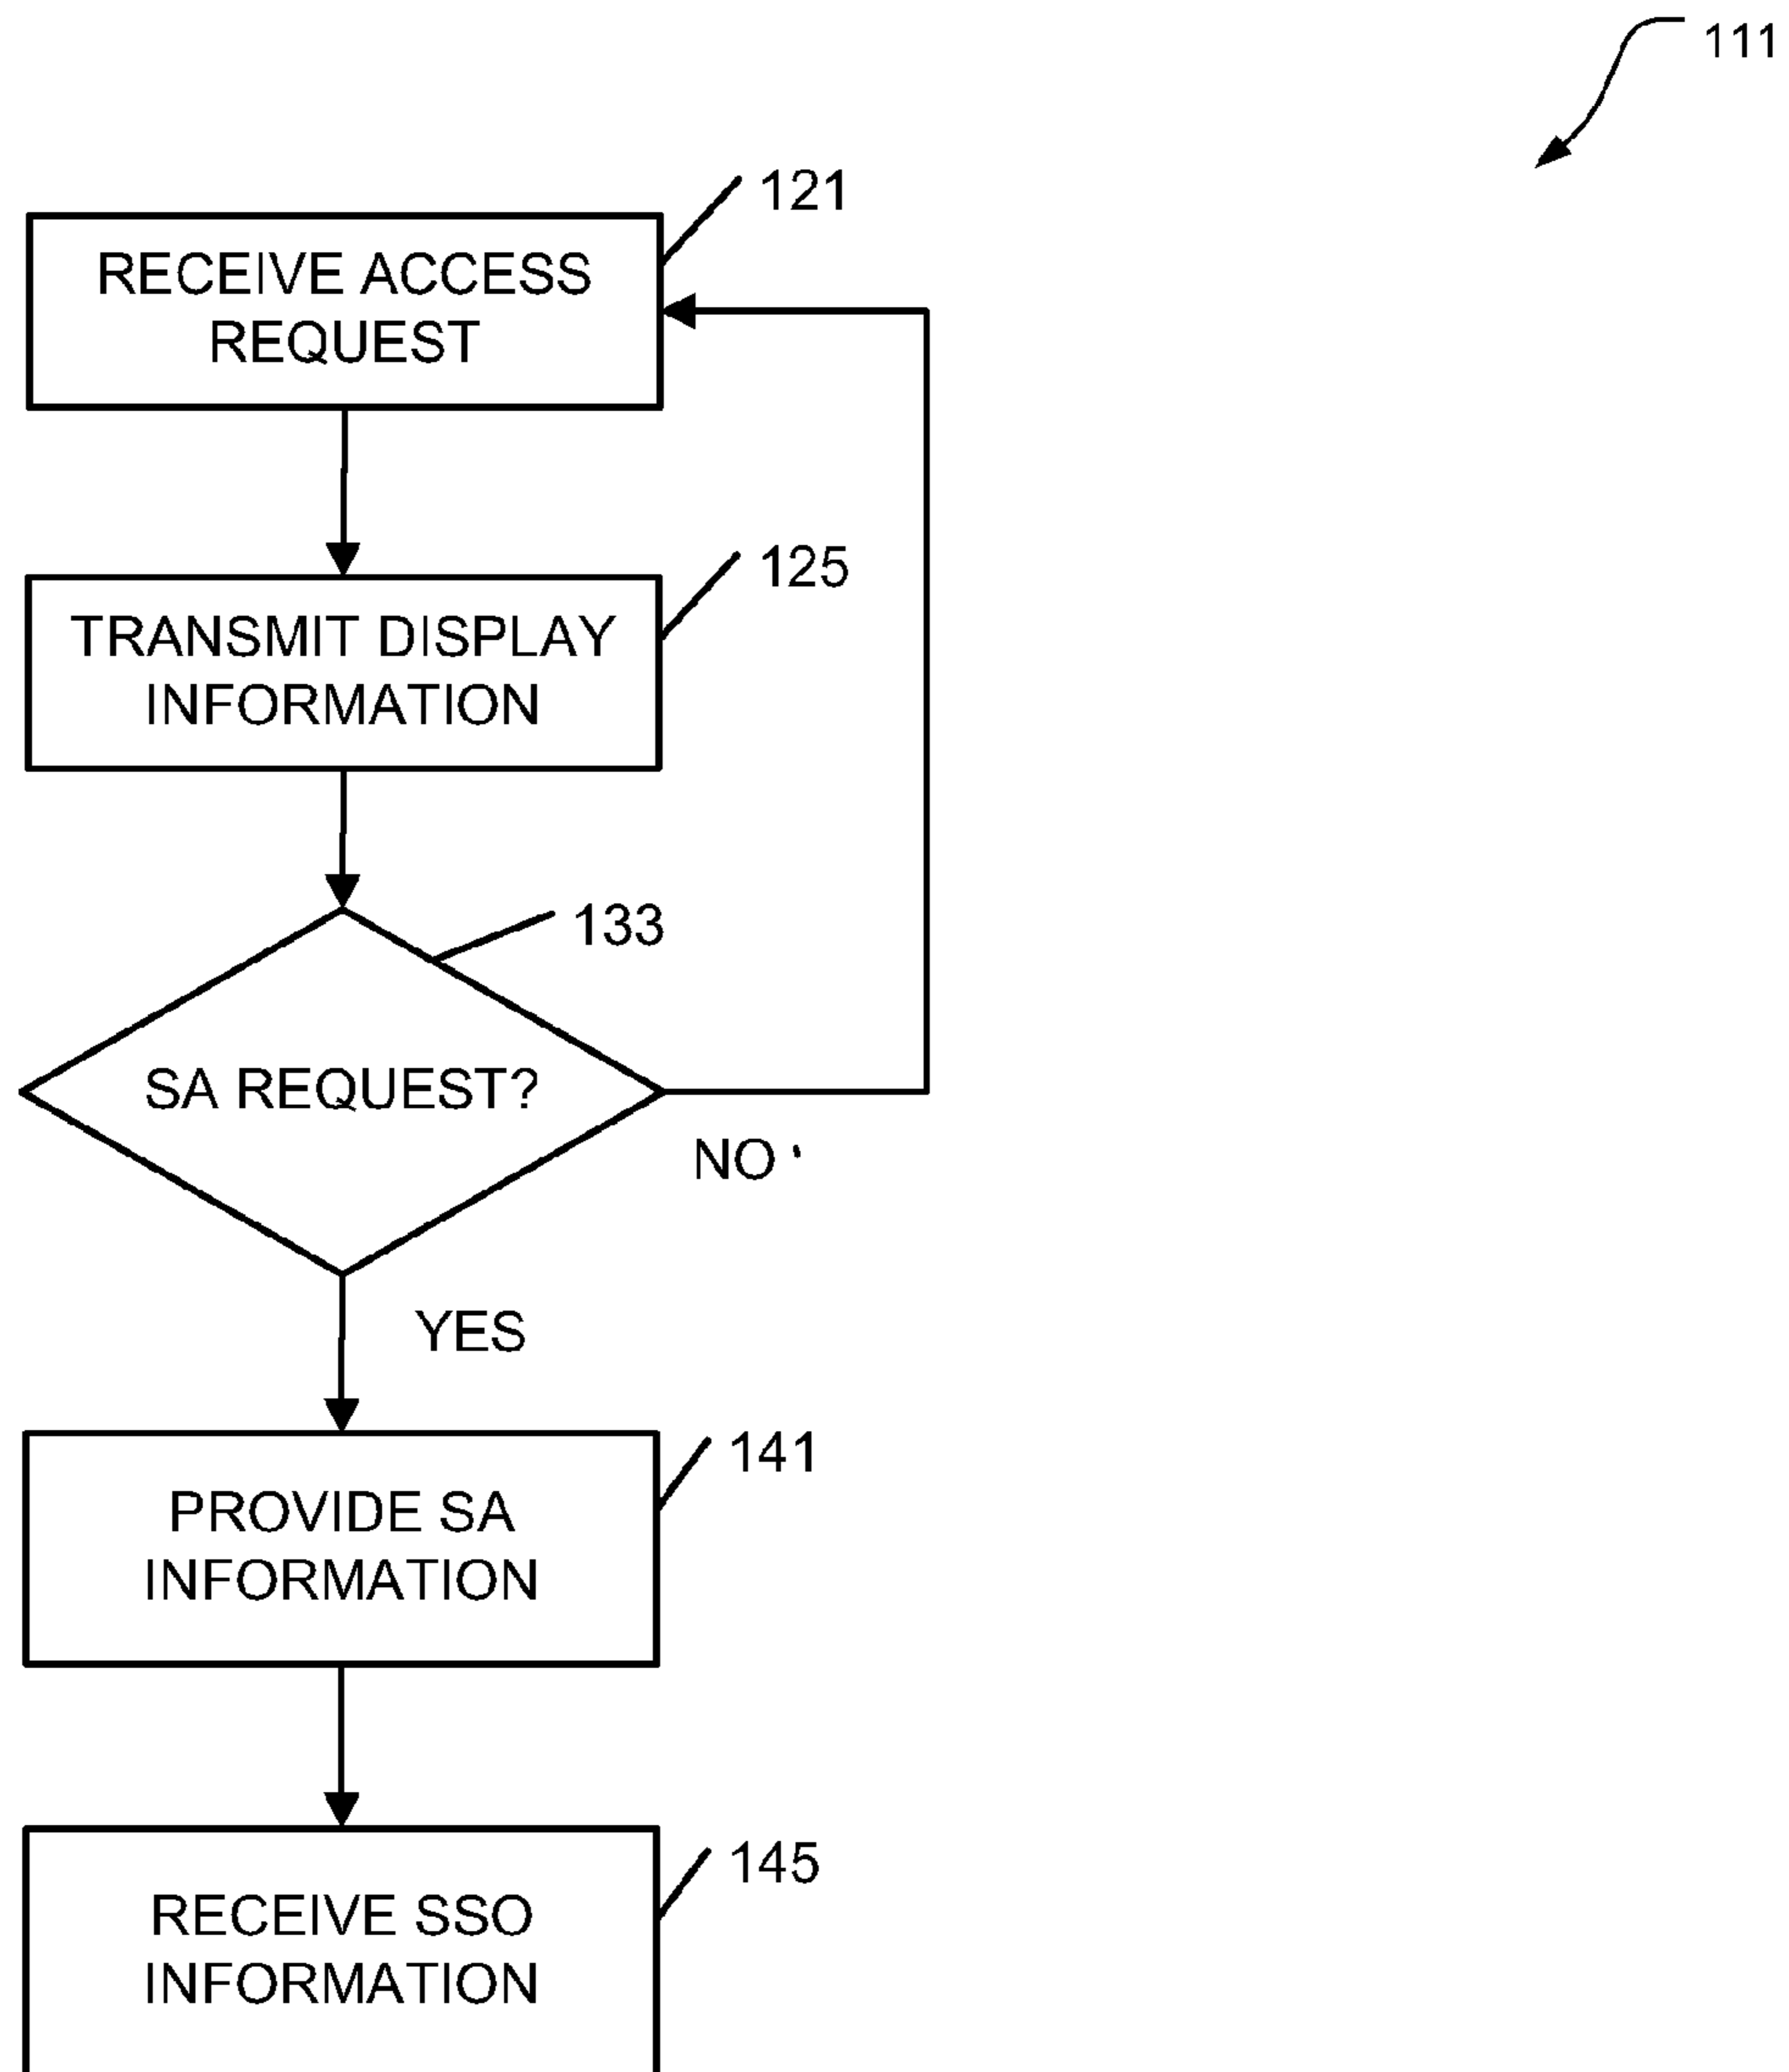 111
121
RECEIVE ACCESS
REQUEST
125
TRANSMIT DISPLAY
INFORMATION
133
SA REQUEST?
NO
YES
141
PROVIDE SA
INFORMATION
145
RECEIVE SSO
INFORMATION